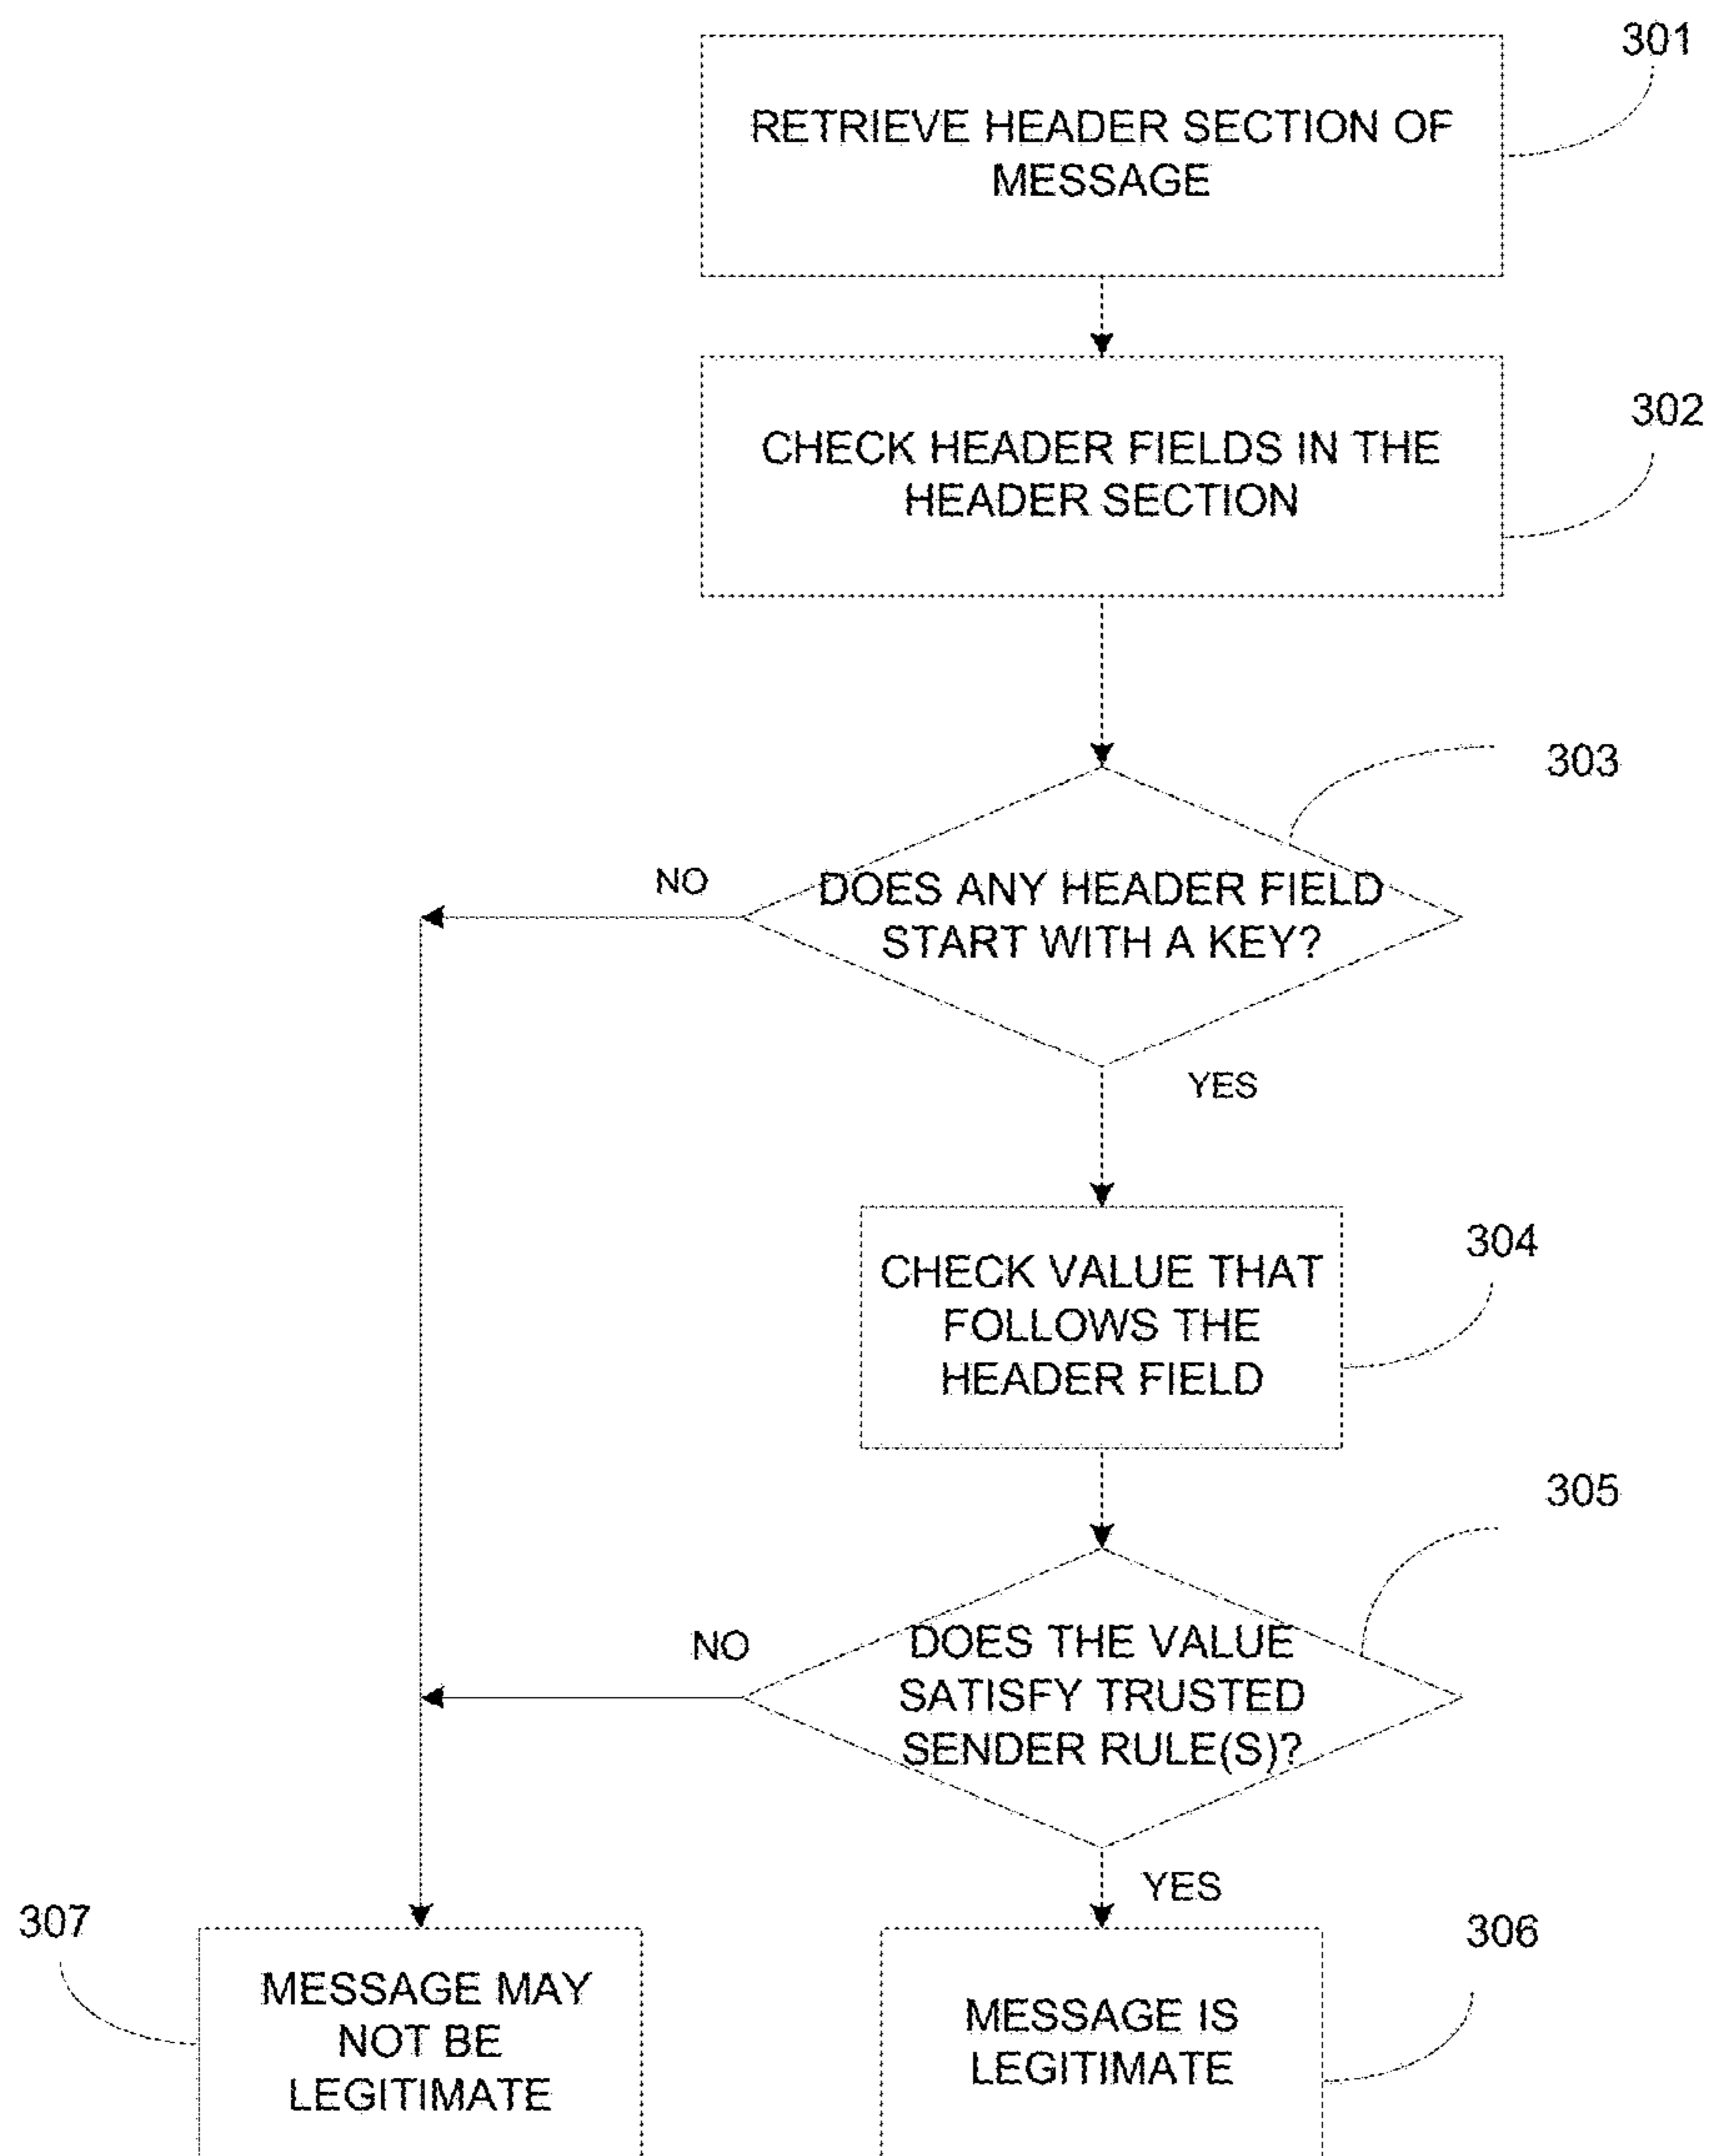 301
RETRIEVE HEADER SECTION OF
MESSAGE
302
CHECK HEADER FIELDS IN THE
HEADER SECTION
303
NO
DOES ANY HEADER FIELD
START WITH A KEY?
YES
304
CHECK VALUE THAT
FOLLOWS THE
HEADER FIELD
305
NO
DOES THE VALUE
SATISFY TRUSTED
SENDER RULE(S)?
YES
307
MESSAGE MAY
NOT BE
LEGITIMATE
306
MESSAGE IS
LEGITIMATE